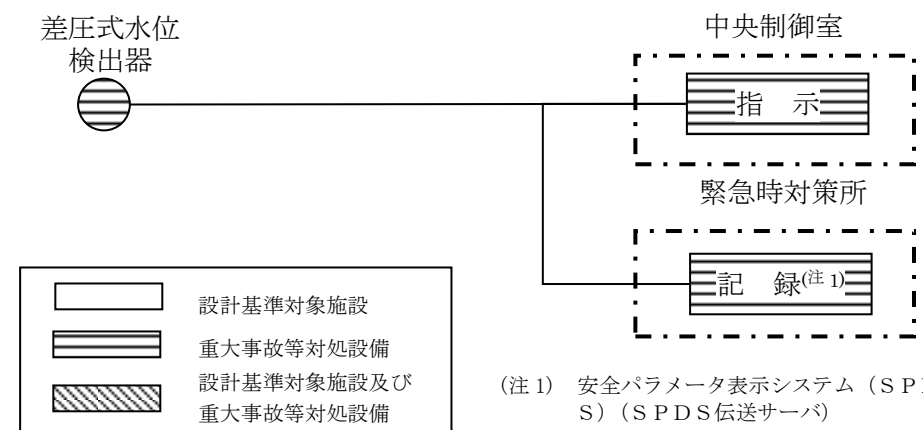 差圧式水位
検出器
中央制御室
指 示
緊急時対策所
記 録(注 1)
設計基準対象施設
重大事故等対処設備
設計基準対象施設及び
重大事故等対処設備
(注 1) 安全パラメータ表示システム(SP
S)(SPDS伝送サーバ)